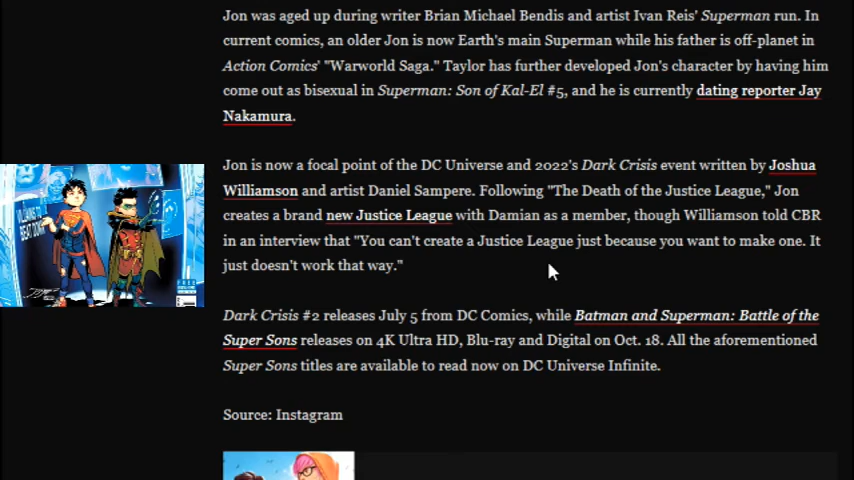 Jon was aged up during writer Brian Michael Bendis and artist Ivan Reis' Superman run. In
current comics, an older Jon is now Earth's main Superman while his father is off-planet in
Action Comics' "Warworld Saga." Taylor has further developed Jon's character by having him
come out as bisexual in Superman: Son of Kal-El #5, and he is currently dating reporter Jay
Nakamura.
Jon is now a focal point of the DC Universe and 2022's Dark Crisis event written by Joshua
Williamson and artist Daniel Sampere. Following "The Death of the Justice League," Jon
creates a brand new Justice League with Damian as a member, though Williamson told CBR
in an interview that "You can't create a Justice League just because you want to make one. It
just doesn't work that way."
VILLAINS TO
BEAT DOWN
FREE
Dark Crisis #2 releases July 5 from DC Comics, while Batman and Superman: Battle of the
Super Sons releases on 4K Ultra HD, Blu-ray and Digital on Oct. 18. All the aforementioned
Super Sons titles are available to read now on DC Universe Infinite.
Source: Instagram